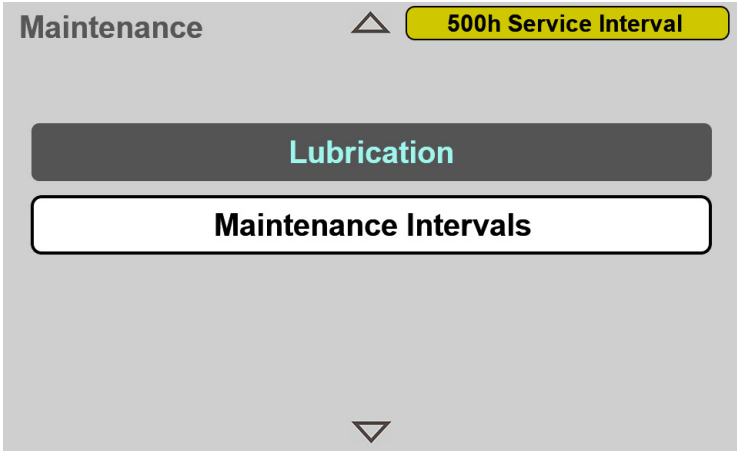 Maintenance
500h Service Interval
Lubrication
Maintenance Intervals